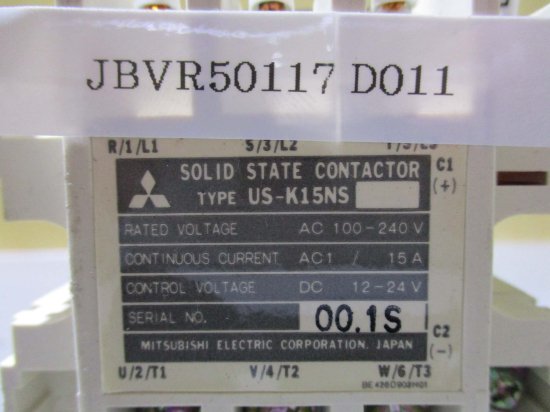 JBVR50117 D011
R/1/L1 S/3/L2 T/5/L3
SOLID STATE CONTACTOR C1
TYPE US-K15NS (+)
RATED VOLTAGE AC 100-240 V
CONTINUOUS CURRENT AC1 / 15 A
CONTROL VOLTAGE DC 12-24 V
SERIAL NO. 00.1S
C2
MITSUBISHI ELECTRIC CORPORATION. JAPAN (-)
U/2/T1 V/4/T2 W/6/T3